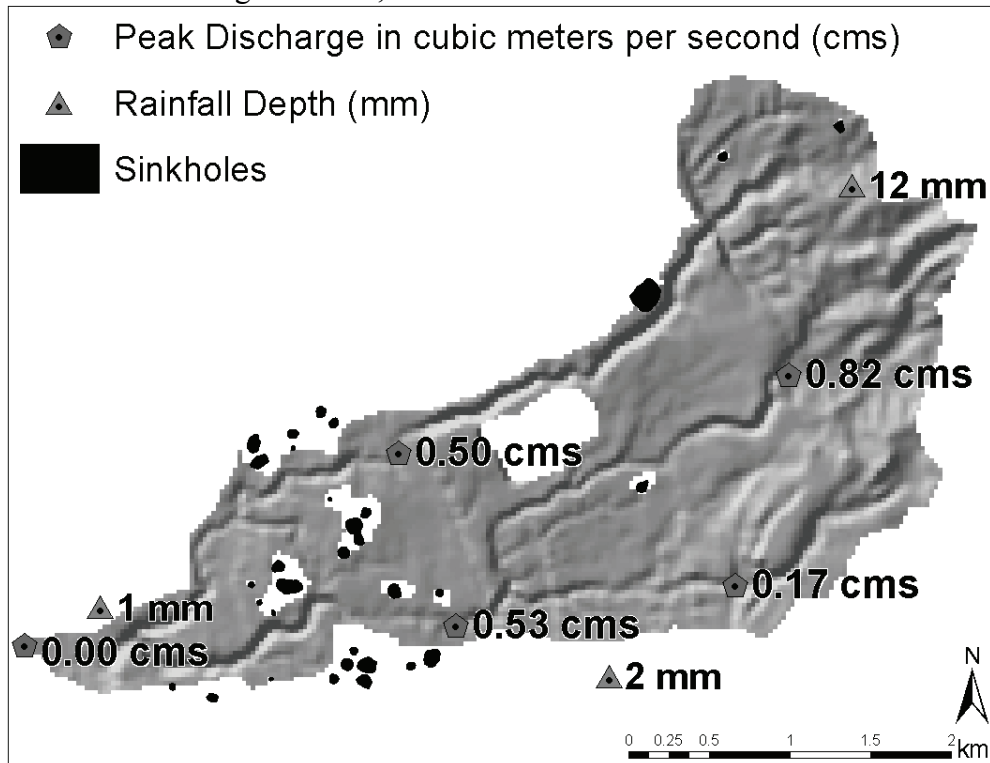 Peak Discharge in cubic meters per second (cms)
Rainfall Depth (mm)
Sinkholes
12 mm
0.82 cms
0.50 cms
0.17 cms
1 mm
0.53 cms
0.00 cms
2 mm
N
0 0.25 0.5 1 1.5 2
km